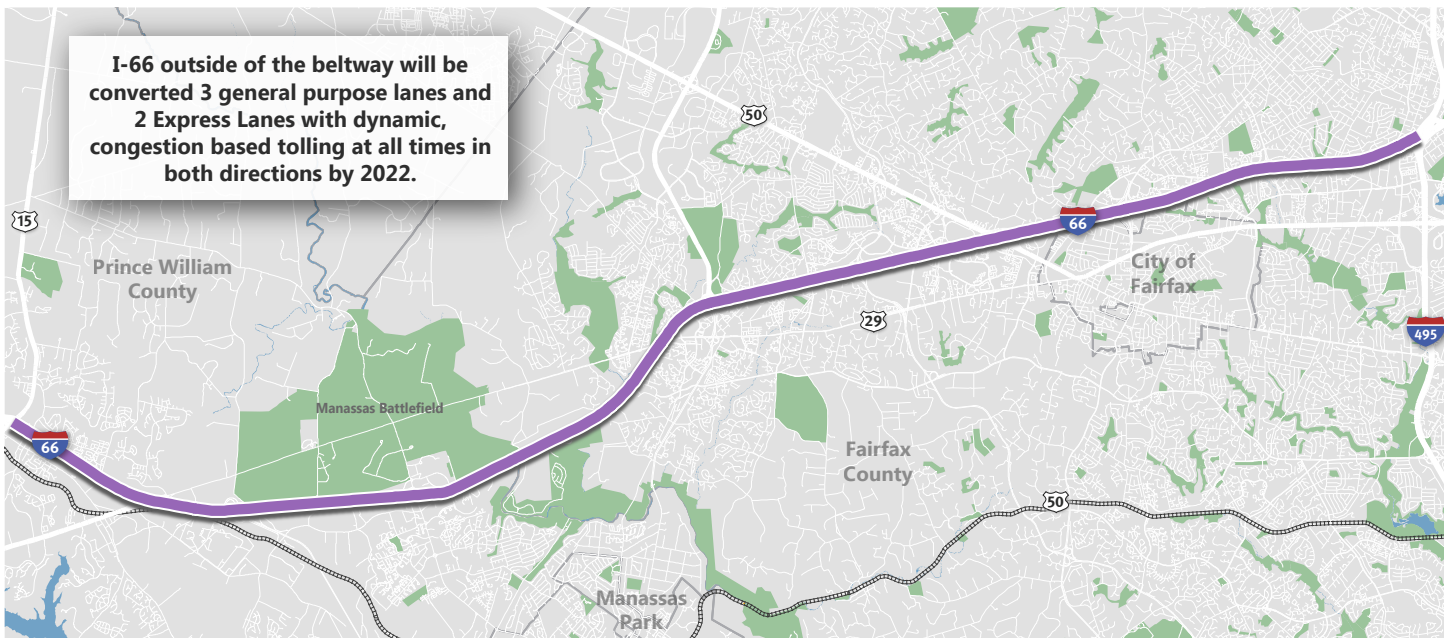 I-66 outside of the beltway will be
converted 3 general purpose lanes and
2 Express Lanes with dynamic,
congestion based tolling at all times in
both directions by 2022.
50
15
66
Prince William
County
City of
Fairfax
29
495
Manassas Battlefield
66
Fairfax
County
50
Manassas
Park